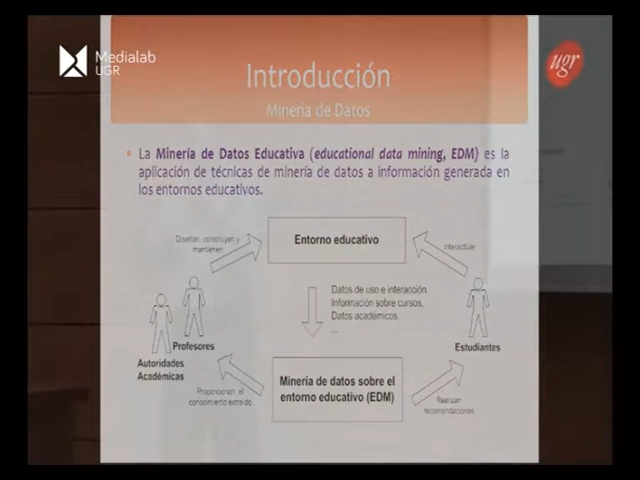 Medialab
UGR
ugr
Introducción
Minería de Datos
La Minería de Datos Educativa (educational data mining, EDM) es la
aplicación de técnicas de minería de datos a información generada en
los entornos educativos.
Diseñan, construyen y
mantienen
Entorno educativo
Interactúan
Datos de uso e interacción.
Información sobre cursos,
Datos académicos.
...
Profesores
Estudiantes
Autoridades
Académicas
Minería de datos sobre el
entorno educativo (EDM)
Proporcionan el
conocimiento extraído
Realizan
recomendaciones